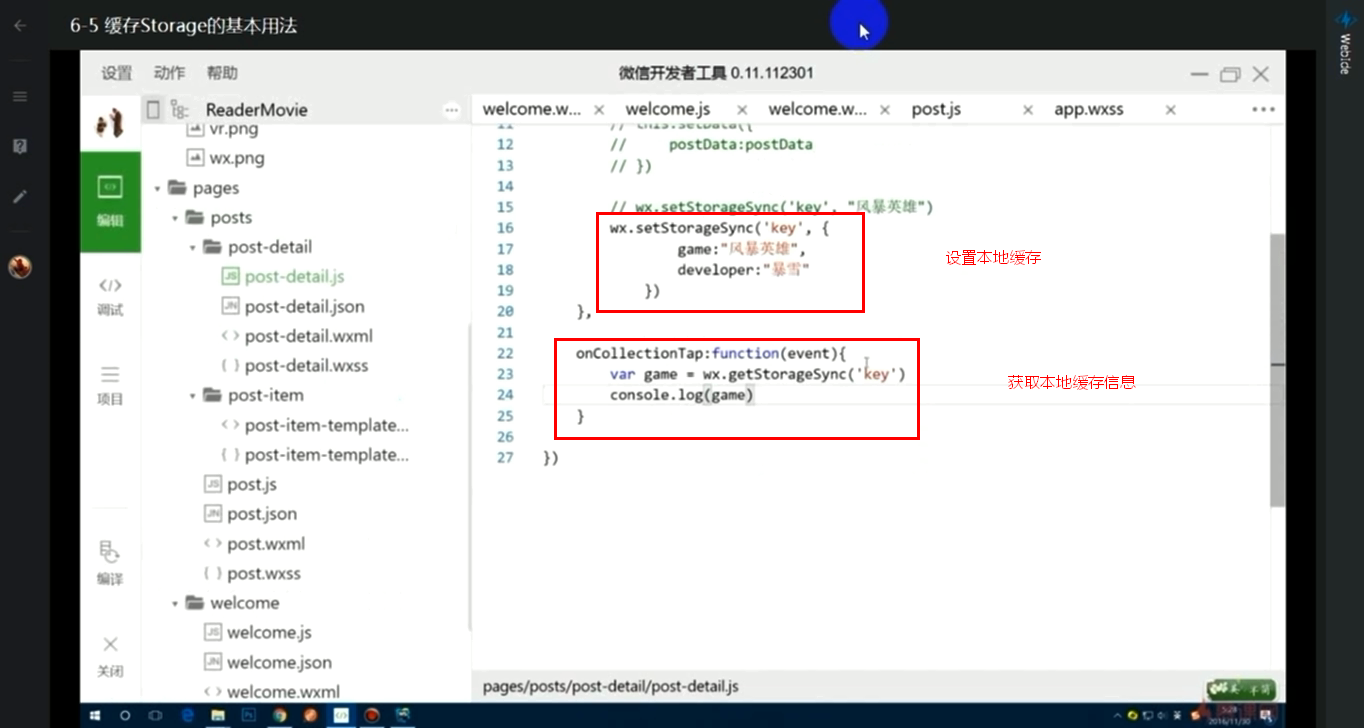 6-5 缓存Storage的基本用法
WebIde
设置 动作 帮助
微信开发者工具 0.11.112301
ReaderMovie
welcome.w... × welcome.js × welcome.w... × post.js × app.wxss ×
vr.png
wx.png
pages
posts
post-detail
post-detail.js
post-detail.json
post-detail.wxml
post-detail.wxss
post-item
post-item-template...
post-item-template...
post.js
post.json
post.wxml
post.wxss
welcome
welcome.js
welcome.json
welcome.wxml
编辑
调试
项目
编译
关闭
11 // this.setData({
12 // postData:postData
13 // })
14
15 // wx.setStorageSync('key', "风暴英雄")
16 wx.setStorageSync('key', {
17 game:"风暴英雄",
18 developer:"暴雪"
19 })
20 },
21
22 onCollectionTap:function(event){
23 var game = wx.getStorageSync('key')
24 console.log(game)
25 }
26
27 })
设置本地缓存
获取本地缓存信息
pages/posts/post-detail/post-detail.js
5:28
2016/11/30